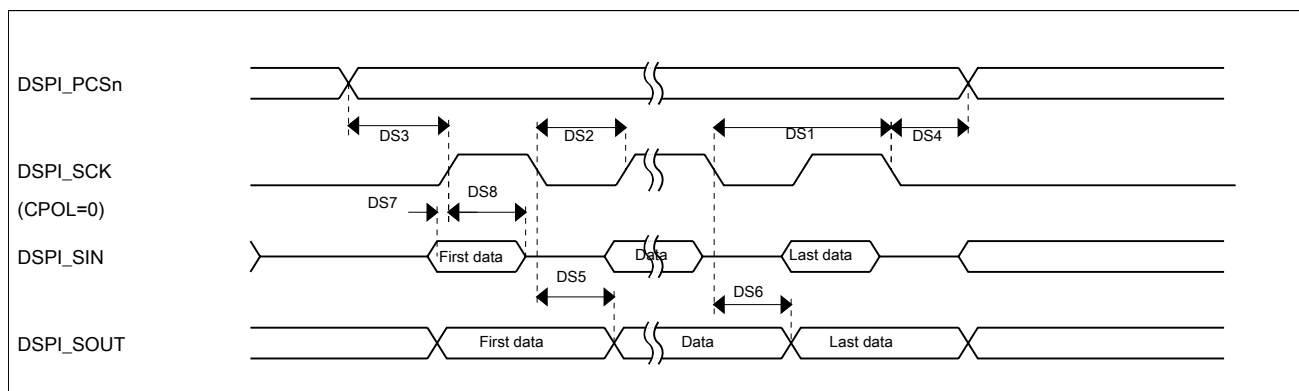 DSPI_PCSn
DS3
DS2
DS1
DS4
DSPI_SCK
(CPOL=0)
DS7
DS8
DSPI_SIN
First data
Data
Last data
DS5
DS6
DSPI_SOUT
First data
Data
Last data